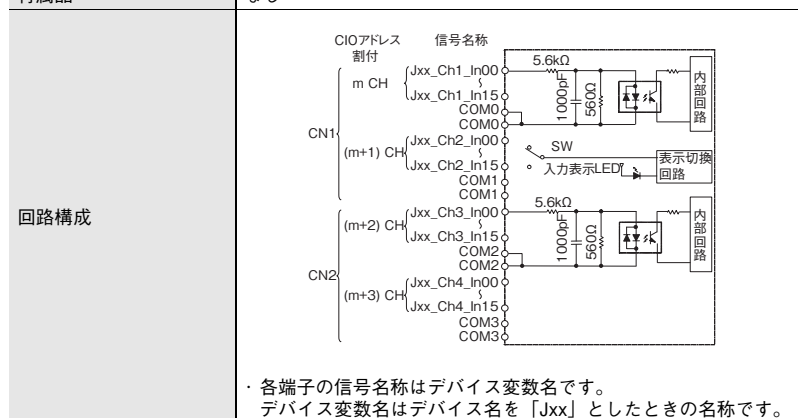 付属品
なし
回路構成
CIOアドレス
割付
信号名称
CN1
m CH
Jxx_Ch1_In00
Jxx_Ch1_In15
COM0
COM0
(m+1) CH
Jxx_Ch2_In00
Jxx_Ch2_In15
COM1
COM1
CN2
(m+2) CH
Jxx_Ch3_In00
Jxx_Ch3_In15
COM2
COM2
(m+3) CH
Jxx_Ch4_In00
Jxx_Ch4_In15
COM3
COM3
5.6kΩ
1000pF
560Ω
内部回路
SW
入力表示LED
表示切換
回路
5.6kΩ
1000pF
560Ω
内部回路
・各端子の信号名称はデバイス変数名です。
デバイス変数名はデバイス名を「Jxx」としたときの名称です。